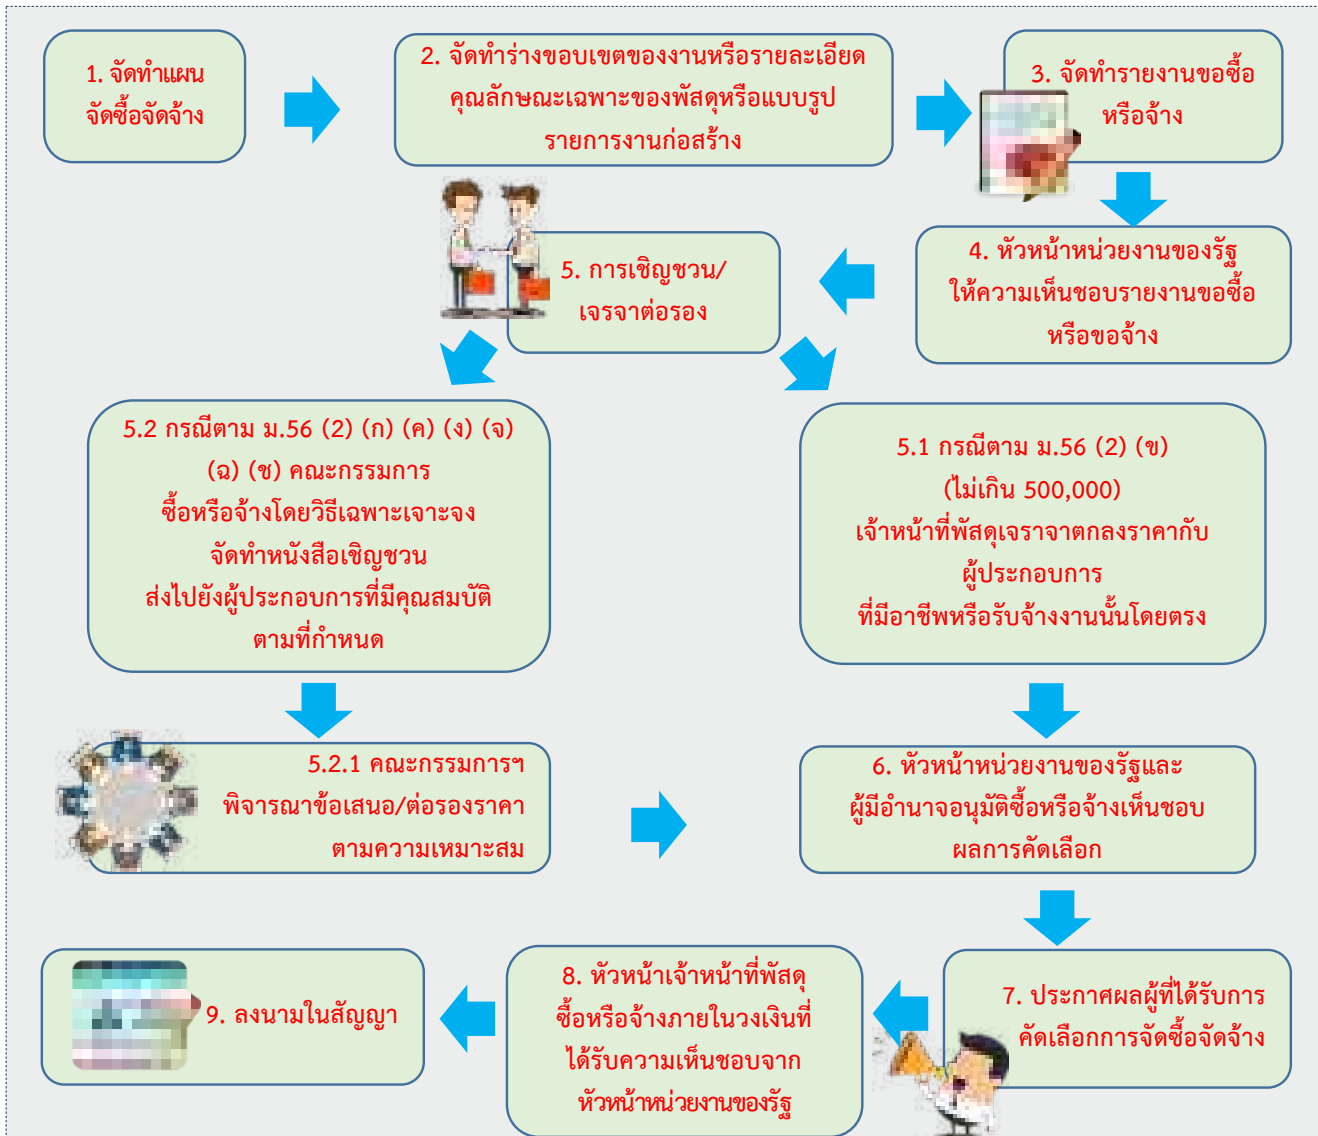 1. จัดทำแผน
จัดซื้อจัดจ้าง
2. จัดทำร่างขอบเขตของงานหรือรายละเอียด
คุณลักษณะเฉพาะของพัสดุหรือแบบรูป
รายการงานก่อสร้าง
3. จัดทำรายงานขอซื้อ
หรือจ้าง
4. หัวหน้าหน่วยงานของรัฐ
ให้ความเห็นชอบรายงานขอซื้อ
หรือขอจ้าง
5. การเชิญชวน/
เจรจาต่อรอง
5.2 กรณีตาม ม.56 (2) (ก) (ค) (ง) (จ)
(ฉ) (ช) คณะกรรมการ
ซื้อหรือจ้างโดยวิธีเฉพาะเจาะจง
จัดทำหนังสือเชิญชวน
ส่งไปยังผู้ประกอบการที่มีคุณสมบัติ
ตามที่กำหนด
5.1 กรณีตาม ม.56 (2) (ข)
(ไม่เกิน 500,000)
เจ้าหน้าที่พัสดุเจราจาตกลงราคากับ
ผู้ประกอบการ
ที่มีอาชีพหรือรับจ้างงานนั้นโดยตรง
5.2.1 คณะกรรมการฯ
พิจารณาข้อเสนอ/ต่อรองราคา
ตามความเหมาะสม
6. หัวหน้าหน่วยงานของรัฐและ
ผู้มีอำนาจอนุมัติซื้อหรือจ้างเห็นชอบ
ผลการคัดเลือก
7. ประกาศผลผู้ที่ได้รับการ
คัดเลือกการจัดซื้อจัดจ้าง
8. หัวหน้าเจ้าหน้าที่พัสดุ
ซื้อหรือจ้างภายในวงเงินที่
ได้รับความเห็นชอบจาก
หัวหน้าหน่วยงานของรัฐ
9. ลงนามในสัญญา